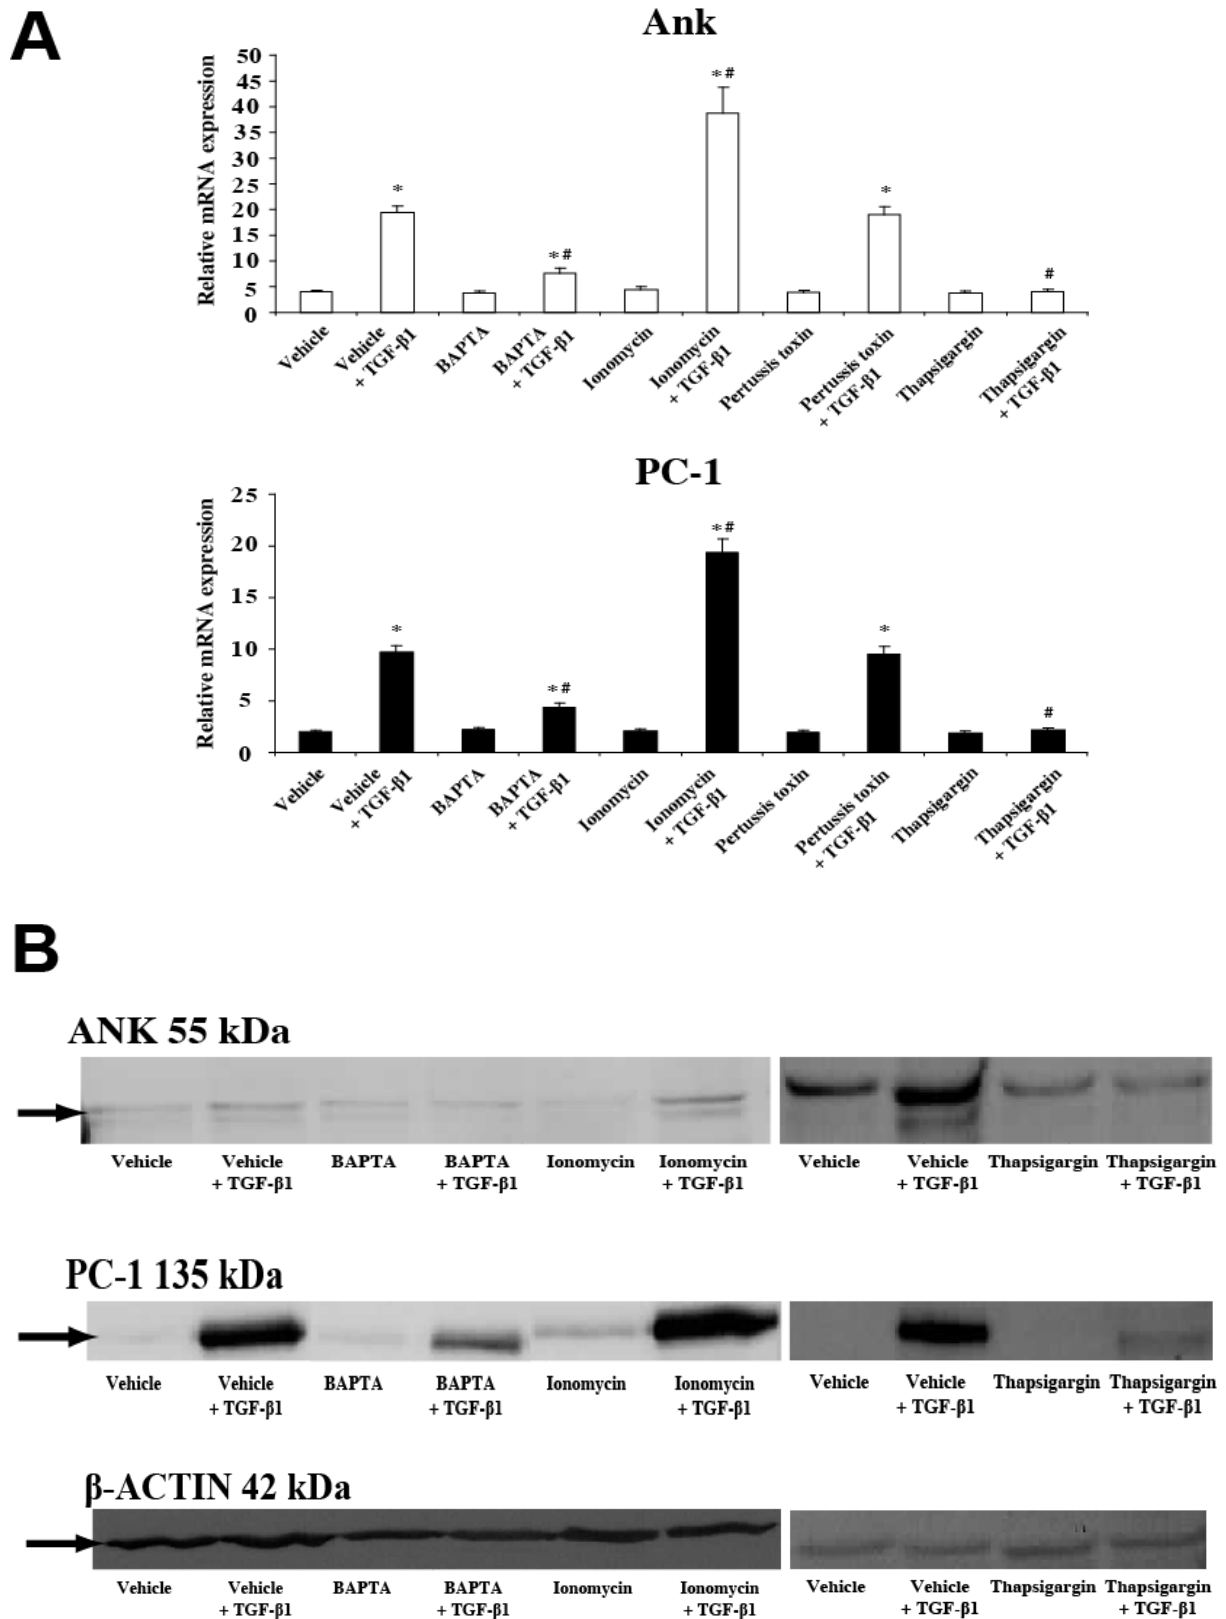 A
Ank
Relative mRNA expression
50
45
40
35
30
25
20
15
10
5
0
*
*#
*#
*
#
Vehicle
Vehicle
+ TGF-β1
BAPTA
BAPTA
+ TGF-β1
Ionomycin
Ionomycin
+ TGF-β1
Pertussis toxin
Pertussis toxin
+ TGF-β1
Thapsigargin
Thapsigargin
+ TGF-β1
PC-1
Relative mRNA expression
25
20
15
10
5
0
*
*#
*#
*
#
Vehicle
Vehicle
+ TGF-β1
BAPTA
BAPTA
+ TGF-β1
Ionomycin
Ionomycin
+ TGF-β1
Pertussis toxin
Pertussis toxin
+ TGF-β1
Thapsigargin
Thapsigargin
+ TGF-β1
B
ANK 55 kDa
Vehicle
Vehicle
+ TGF-β1
BAPTA
BAPTA
+ TGF-β1
Ionomycin
Ionomycin
+ TGF-β1
Vehicle
Vehicle
+ TGF-β1
Thapsigargin
Thapsigargin
+ TGF-β1
PC-1 135 kDa
Vehicle
Vehicle
+ TGF-β1
BAPTA
BAPTA
+ TGF-β1
Ionomycin
Ionomycin
+ TGF-β1
Vehicle
Vehicle
+ TGF-β1
Thapsigargin
Thapsigargin
+ TGF-β1
β-ACTIN 42 kDa
Vehicle
Vehicle
+ TGF-β1
BAPTA
BAPTA
+ TGF-β1
Ionomycin
Ionomycin
+ TGF-β1
Vehicle
Vehicle
+ TGF-β1
Thapsigargin
Thapsigargin
+ TGF-β1